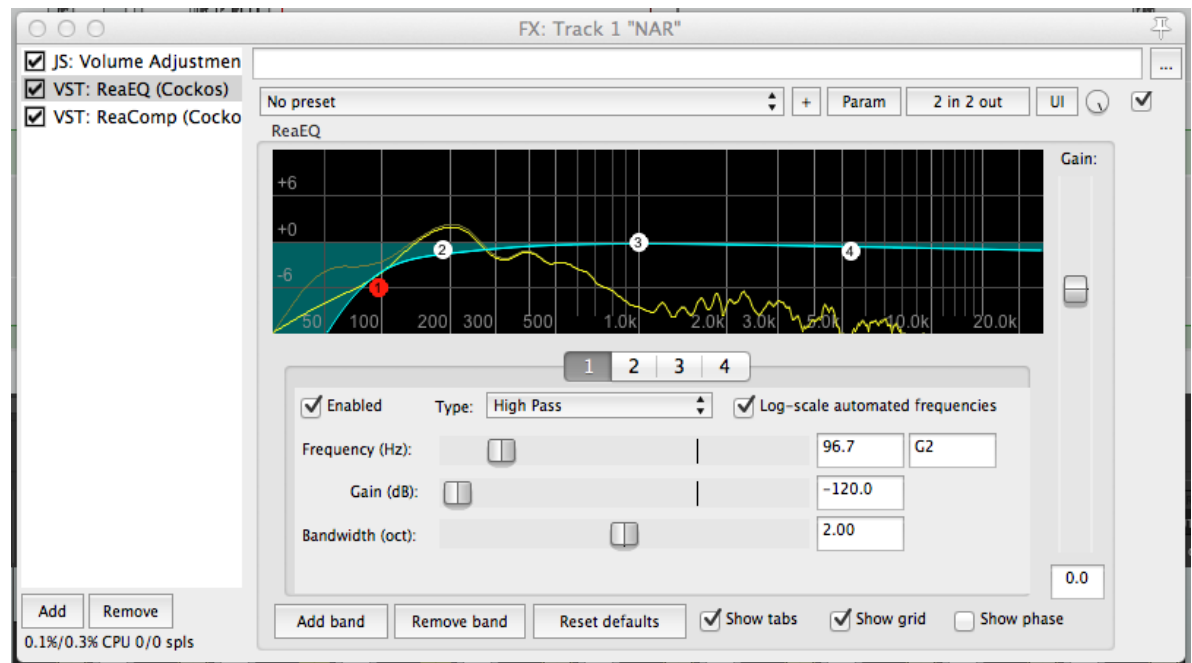 FX: Track 1 "NAR"
JS: Volume Adjustmen
VST: ReaEQ (Cockos)
VST: ReaComp (Cocko
...
No preset
+
Param
2 in 2 out
UI
ReaEQ
Gain:
+6
+0
-6
1
2
3
4
50 100 200 300 500 1.0k 2.0k 3.0k 5.0k 10.0k 20.0k
1 2 3 4
Enabled Type: High Pass Log-scale automated frequencies
Frequency (Hz): 96.7 G2
Gain (dB): -120.0
Bandwidth (oct): 2.00
0.0
Add Remove
Add band Remove band Reset defaults Show tabs Show grid Show phase
0.1%/0.3% CPU 0/0 spls